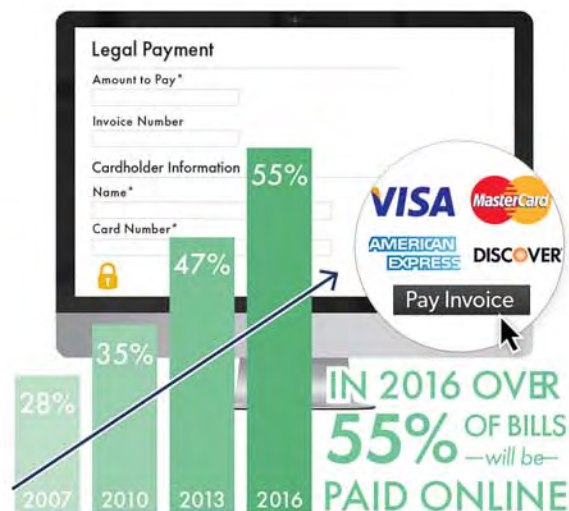 Legal Payment
Amount to Pay*
Invoice Number
Cardholder Information
Name*
Card Number*
55%
47%
35%
28%
2007
2010
2013
2016
VISA
MasterCard
AMERICAN
EXPRESS
DISCOVER
Pay Invoice
IN 2016 OVER
55% OF BILLS
—will be—
PAID ONLINE